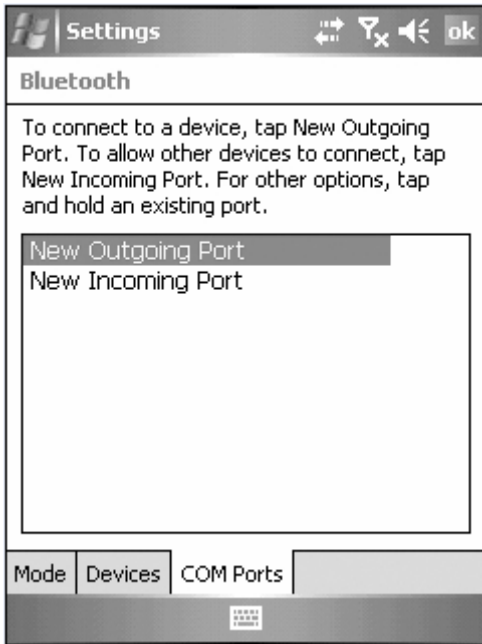 Settings
ok
Bluetooth
To connect to a device, tap New Outgoing
Port. To allow other devices to connect, tap
New Incoming Port. For other options, tap
and hold an existing port.
New Outgoing Port
New Incoming Port
Mode Devices COM Ports